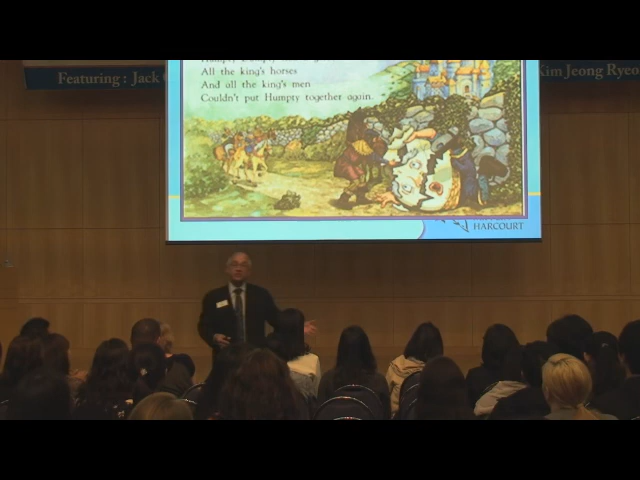 Featuring : Jack
Kim Jeong Ryeo
All the king's horses
And all the king's men
Couldn't put Humpty together again.
HARCOURT